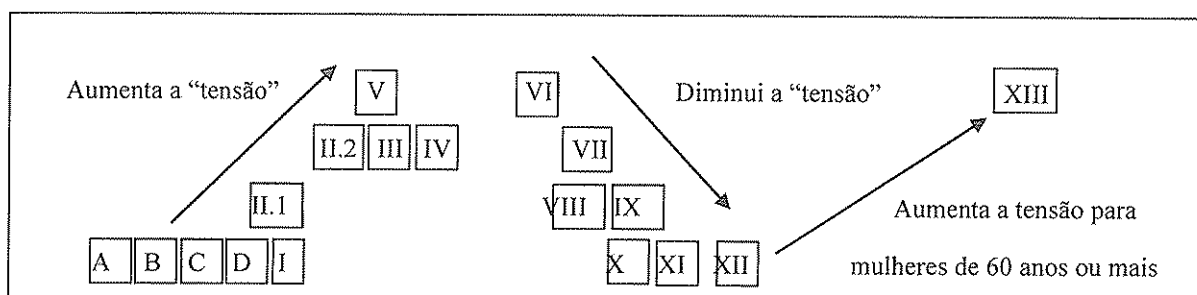 Aumenta a “tensão”
V
VI
Diminui a “tensão”
XIII
II.2 III IV
VII
II.1
VIII IX
Aumenta a tensão para
A B C D I
X XI XII
mulheres de 60 anos ou mais